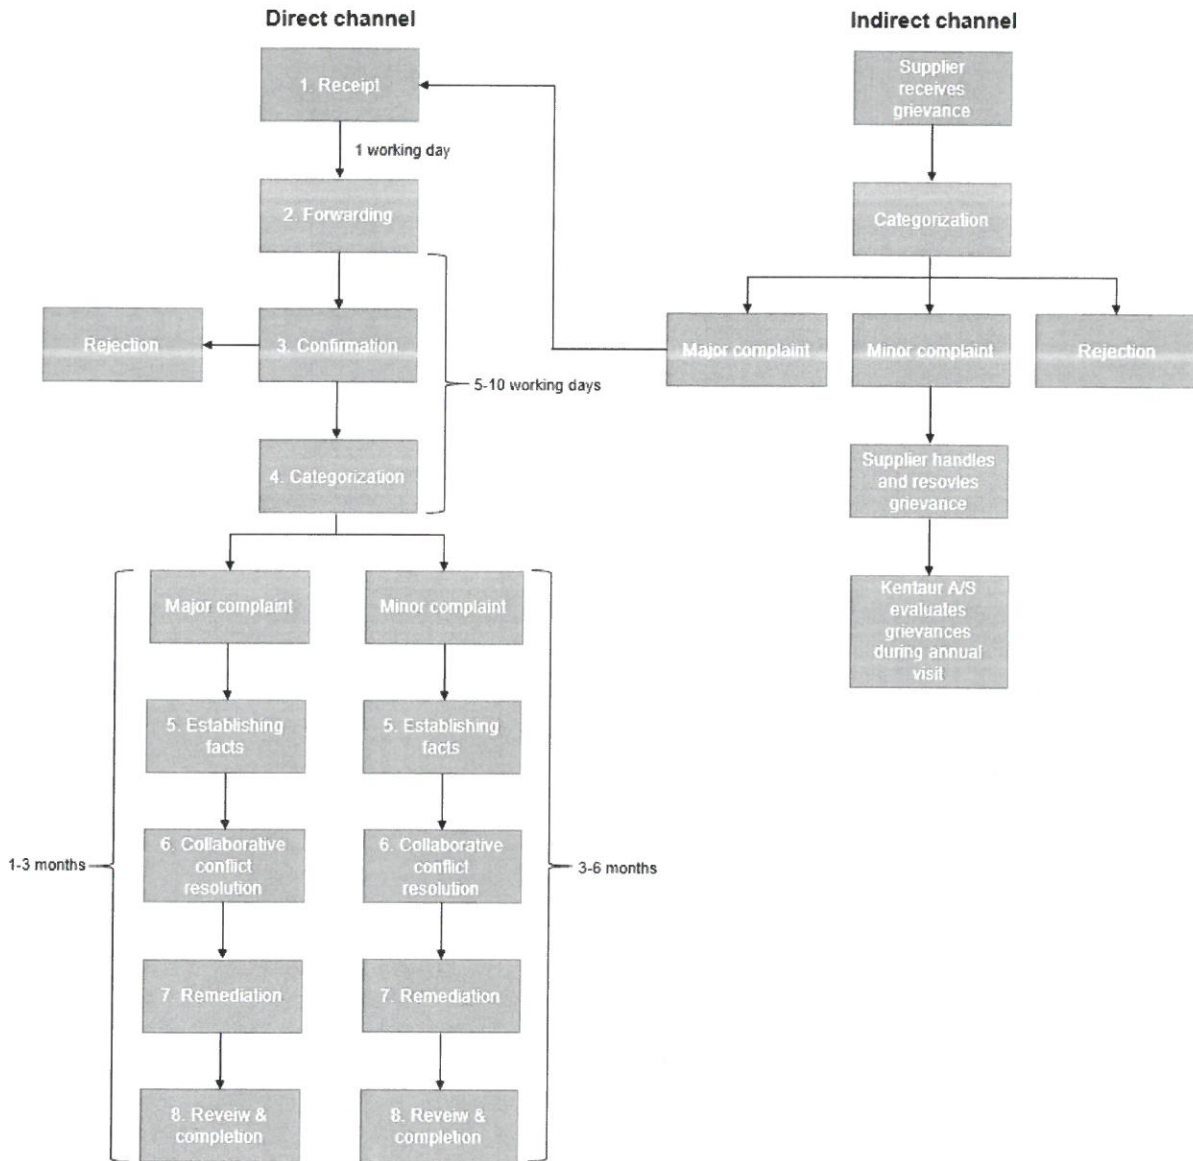 Direct channel
1. Receipt
1 working day
2. Forwarding
Rejection
3. Confirmation
5-10 working days
4. Categorization
Major complaint
Minor complaint
5. Establishing
facts
5. Establishing
facts
1-3 months
6. Collaborative
conflict
resolution
6. Collaborative
conflict
resolution
3-6 months
7. Remediation
7. Remediation
8. Reveiw &
completion
8. Reveiw &
completion
Indirect channel
Supplier
receives
grievance
Categorization
Major complaint
Minor complaint
Rejection
Supplier handles
and resovles
grievance
Kentaur A/S
evaluates
grievances
during annual
visit